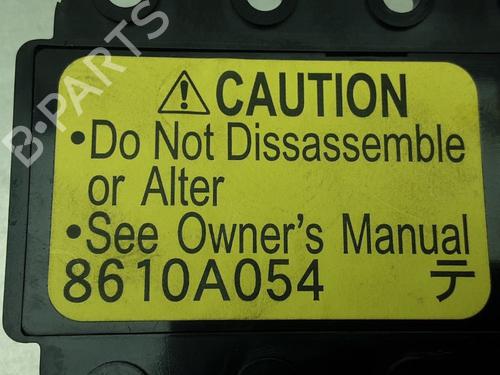 ⚠ CAUTION
•Do Not Dissassemble
or Alter
•See Owner's Manual
8610A054 テ
B-PARTS